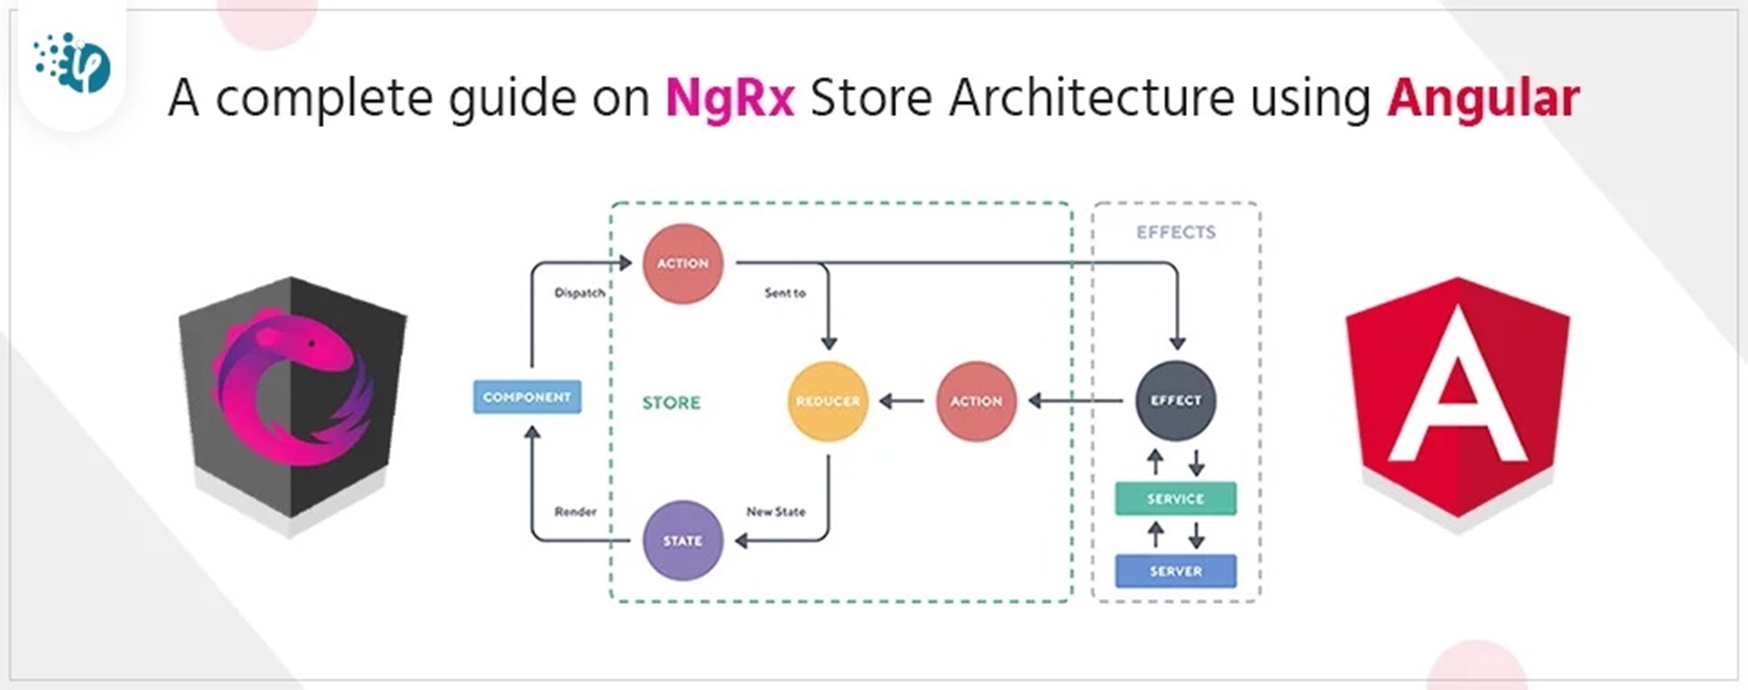 A complete guide on NgRx Store Architecture using Angular
EFFECTS
ACTION
Dispatch
Sent to
COMPONENT
STORE
REDUCER
ACTION
EFFECT
SERVICE
Render
New State
STATE
SERVER